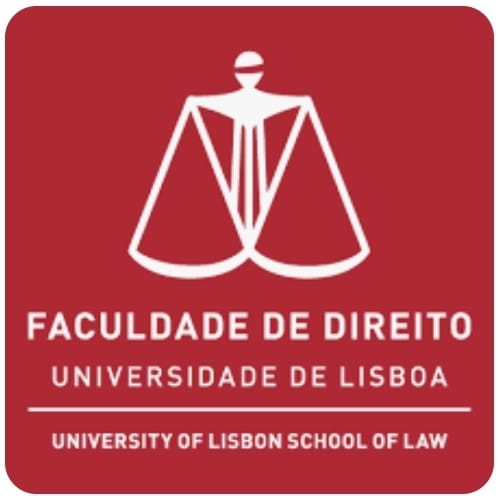 FACULDADE DE DIREITO
UNIVERSIDADE DE LISBOA
UNIVERSITY OF LISBON SCHOOL OF LAW